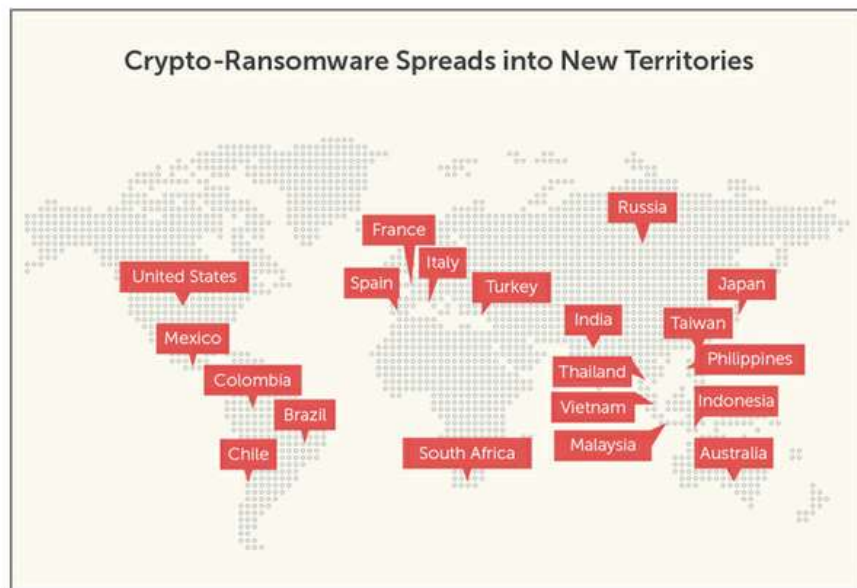 Crypto-Ransomware Spreads into New Territories
Russia
France
Italy
United States
Spain
Turkey
Japan
India
Taiwan
Mexico
Philippines
Thailand
Colombia
Indonesia
Vietnam
Brazil
Malaysia
Chile
South Africa
Australia